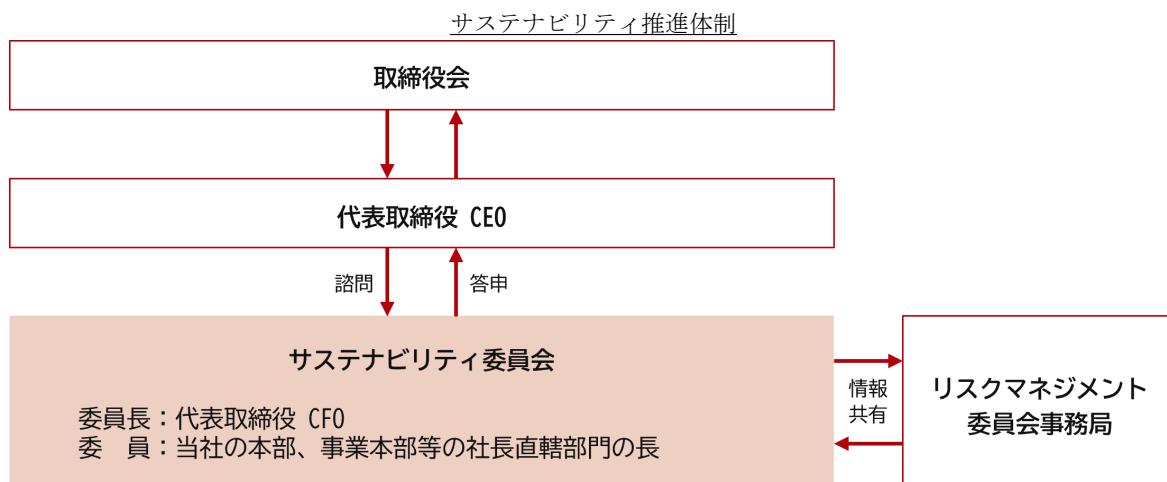 サステナビリティ推進体制
取締役会
代表取締役 CEO
諮問
答申
サステナビリティ委員会
委員長：代表取締役 CFO
委　員：当社の本部、事業本部等の社長直轄部門の長
情報
共有
リスクマネジメント
委員会事務局